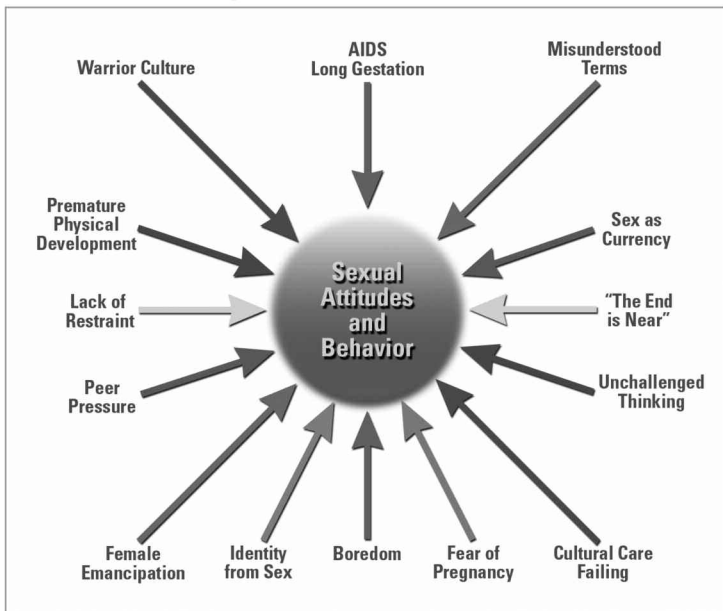 AIDS
Long Gestation
Warrior Culture
Misunderstood
Terms
Premature
Physical
Development
Sex as
Currency
Sexual
Attitudes
and
Behavior
Lack of
Restraint
"The End
is Near"
Peer
Pressure
Unchallenged
Thinking
Female
Emancipation
Identity
from Sex
Boredom
Fear of
Pregnancy
Cultural Care
Failing